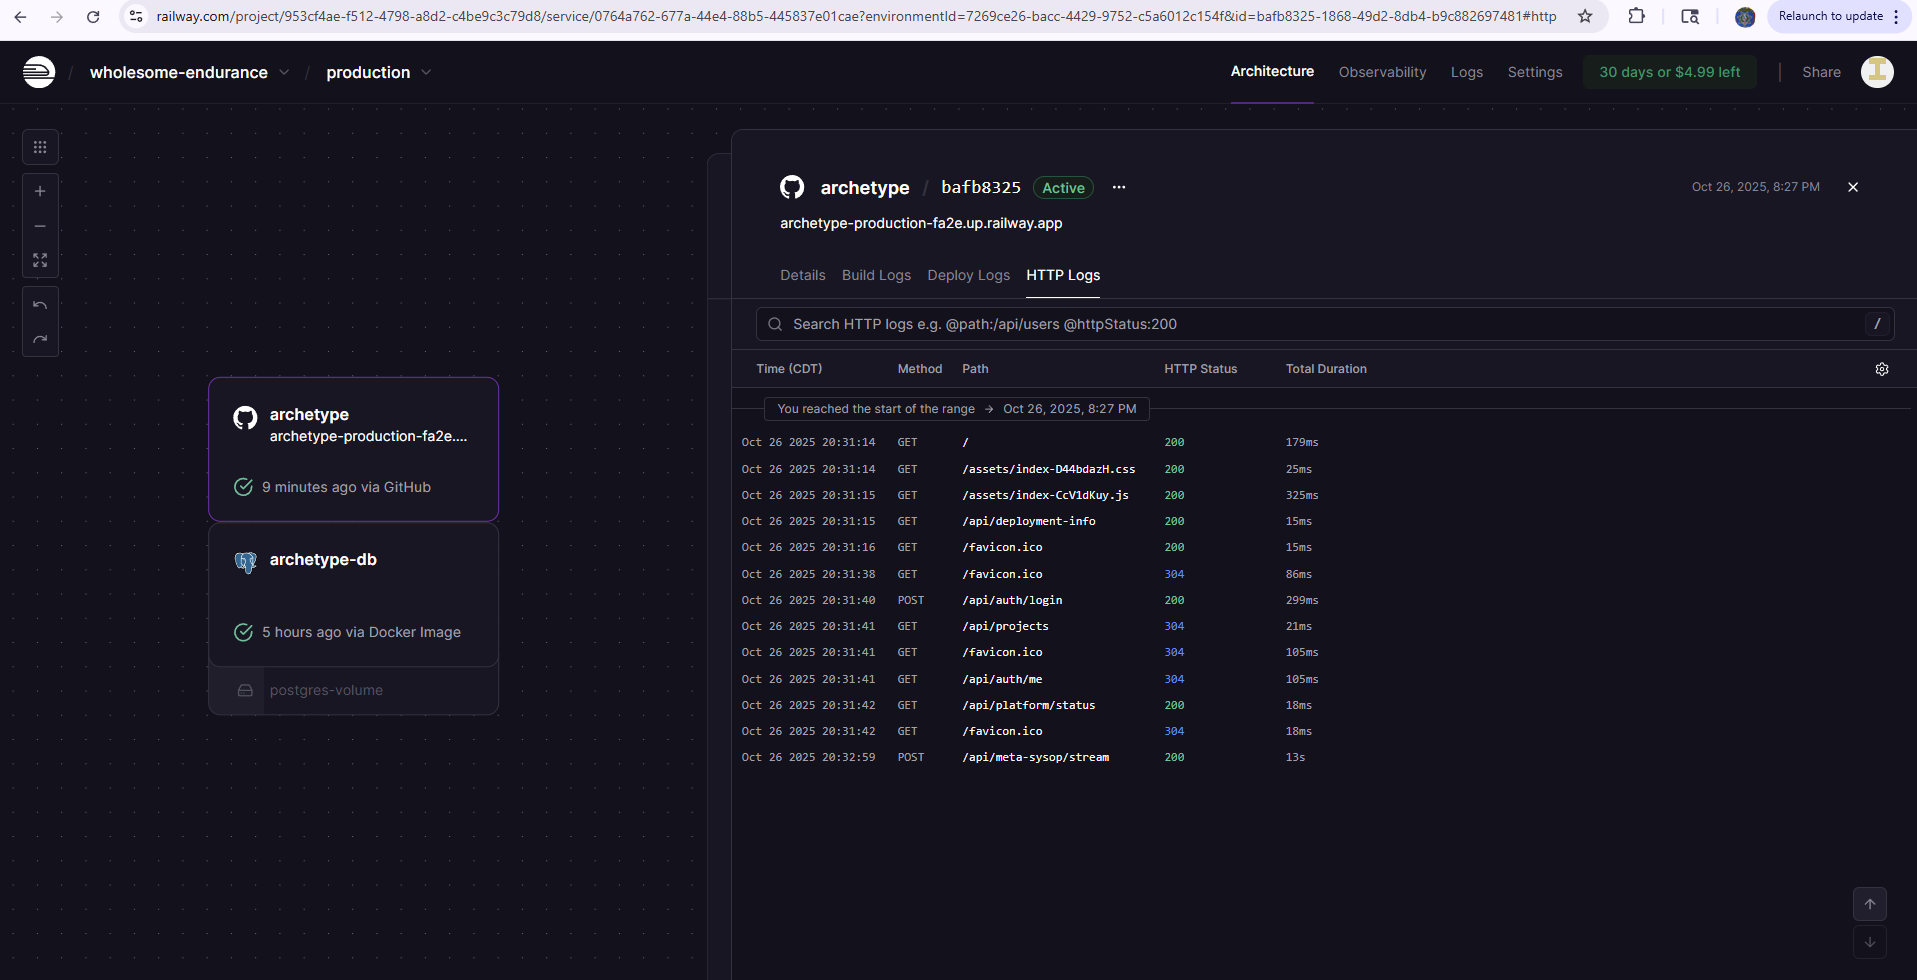 railway.com/project/953cf4ae-f512-4798-a8d2-c4be9c3c79d8/service/0764a762-677a-44e4-88b5-445837e01cae?environmentId=7269ce26-bacc-4429-9752-c5a6012c154f&id=bafb8325-1868-49d2-8db4-b9c882697481#http
Relaunch to update
/ wholesome-endurance / production
Architecture Observability Logs Settings 30 days or $4.99 left | Share
archetype / bafb8325 Active ···
Oct 26, 2025, 8:27 PM
archetype-production-fa2e.up.railway.app
Details Build Logs Deploy Logs HTTP Logs
Search HTTP logs e.g. @path:/api/users @httpStatus:200 /
Time (CDT) Method Path HTTP Status Total Duration
You reached the start of the range → Oct 26, 2025, 8:27 PM
Oct 26 2025 20:31:14 GET / 200 179ms
Oct 26 2025 20:31:14 GET /assets/index-D44bdazH.css 200 25ms
Oct 26 2025 20:31:15 GET /assets/index-CcV1dKuy.js 200 325ms
Oct 26 2025 20:31:15 GET /api/deployment-info 200 15ms
Oct 26 2025 20:31:16 GET /favicon.ico 200 15ms
Oct 26 2025 20:31:38 GET /favicon.ico 304 86ms
Oct 26 2025 20:31:40 POST /api/auth/login 200 299ms
Oct 26 2025 20:31:41 GET /api/projects 304 21ms
Oct 26 2025 20:31:41 GET /favicon.ico 304 105ms
Oct 26 2025 20:31:41 GET /api/auth/me 304 105ms
Oct 26 2025 20:31:42 GET /api/platform/status 200 18ms
Oct 26 2025 20:31:42 GET /favicon.ico 304 18ms
Oct 26 2025 20:32:59 POST /api/meta-sysop/stream 200 13s
archetype
archetype-production-fa2e....
9 minutes ago via GitHub
archetype-db
5 hours ago via Docker Image
postgres-volume